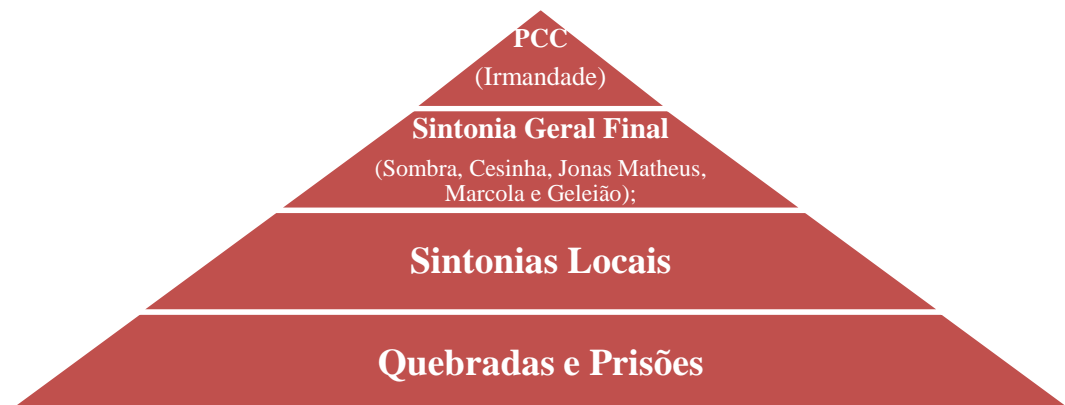 PCC
(Irmandade)
Sintonia Geral Final
(Sombra, Cesinha, Jonas Matheus,
Marcola e Geleião);
Sintonias Locais
Quebradas e Prisões